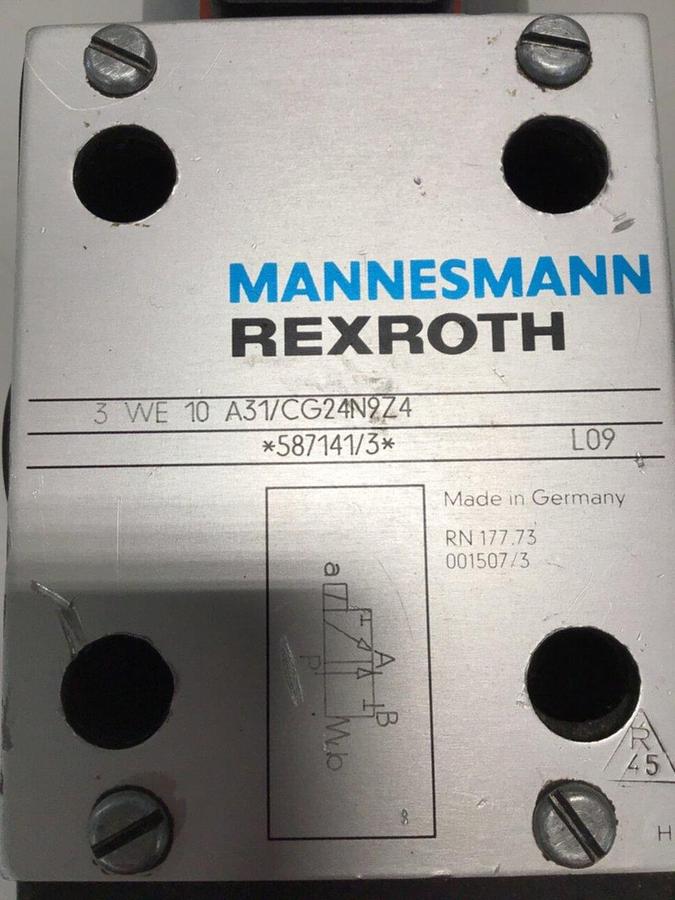 MANNESMANN
REXROTH
3 WE 10 A31/CG24N9Z4
*587141/3* L09
Made in Germany
RN 177.73
001507/3
a
A
P
B
b
R
45
H